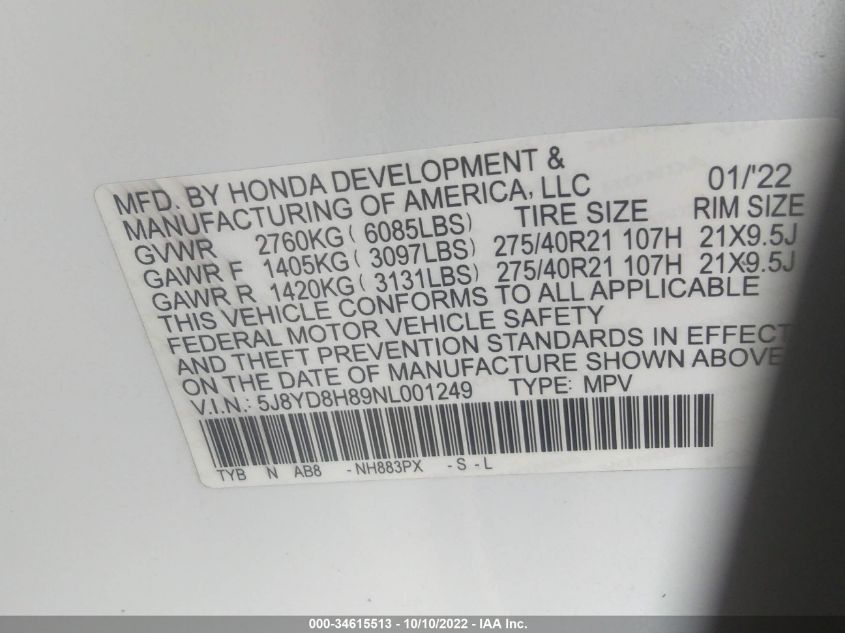 MFD. BY HONDA DEVELOPMENT &
MANUFACTURING OF AMERICA, LLC 01/'22
GVWR 2760KG ( 6085LBS) TIRE SIZE RIM SIZE
GAWR F 1405KG ( 3097LBS) 275/40R21 107H 21X9.5J
GAWR R 1420KG ( 3131LBS) 275/40R21 107H 21X9.5J
THIS VEHICLE CONFORMS TO ALL APPLICABLE
FEDERAL MOTOR VEHICLE SAFETY
AND THEFT PREVENTION STANDARDS IN EFFECT
ON THE DATE OF MANUFACTURE SHOWN ABOVE
V.I.N.: 5J8YD8H89NL001249 TYPE: MPV
TYB N AB8 - NH883PX - S - L
000-34615513 - 10/10/2022 - IAA Inc.